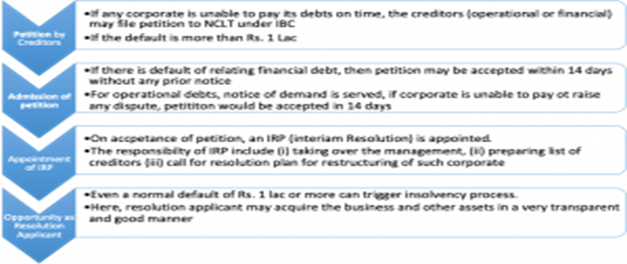 Petition by
Creditors
•If any corporate is unable to pay its debts on time, the creditors (operational or financial)
may file petition to NCLT under IBC
•If the default is more than Rs. 1 Lac
Admission of
petition
•If there is default of relating financial debt, then petition may be accepted within 14 days
without any prior notice
•For operational debts, notice of demand is served, if corporate is unable to pay ot raise
any dispute, petititon would be accepted in 14 days
Appointment
of IRP
•On accpetance of petition, an IRP (interiam Resolution) is appointed.
•The responsibilty of IRP include (i) taking over the management, (ii) preparing list of
creditors (iii) call for resolution plan for restructuring of such corporate
Opportunity as
Resolution
Applicant
•Even a normal default of Rs. 1 lac or more can trigger insolvency process.
•Here, resolution applicant may acquire the business and other assets in a very transparent
and good manner